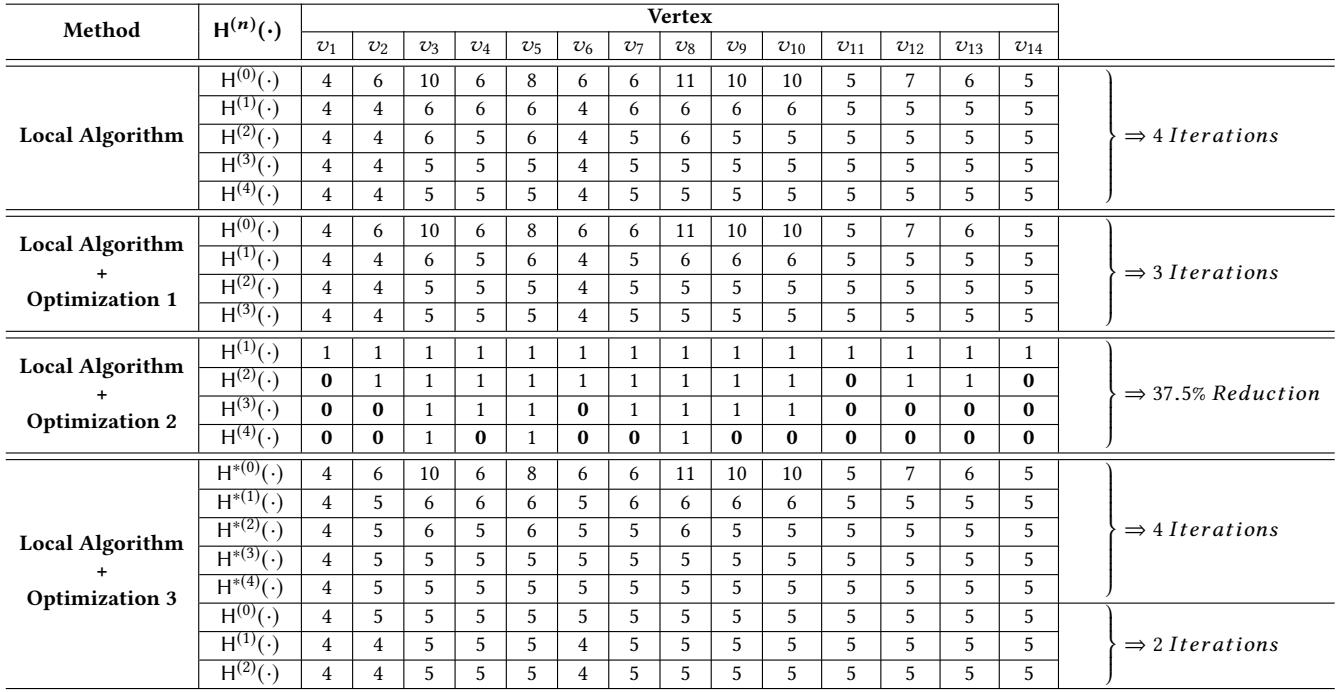 Method H⁽ⁿ⁾(·) Vertex
v₁ v₂ v₃ v₄ v₅ v₆ v₇ v₈ v₉ v₁₀ v₁₁ v₁₂ v₁₃ v₁₄
Local Algorithm
H⁽⁰⁾(·) 4 6 10 6 8 6 6 11 10 10 5 7 6 5
H⁽¹⁾(·) 4 4 6 6 6 4 6 6 6 6 5 5 5 5
H⁽²⁾(·) 4 4 6 5 6 4 5 6 5 5 5 5 5 5
H⁽³⁾(·) 4 4 5 5 5 4 5 5 5 5 5 5 5 5
H⁽⁴⁾(·) 4 4 5 5 5 4 5 5 5 5 5 5 5 5
⇒ 4 Iterations
Local Algorithm
+
Optimization 1
H⁽⁰⁾(·) 4 6 10 6 8 6 6 11 10 10 5 7 6 5
H⁽¹⁾(·) 4 4 6 5 6 4 5 6 6 6 5 5 5 5
H⁽²⁾(·) 4 4 5 5 5 4 5 5 5 5 5 5 5 5
H⁽³⁾(·) 4 4 5 5 5 4 5 5 5 5 5 5 5 5
⇒ 3 Iterations
Local Algorithm
+
Optimization 2
H⁽¹⁾(·) 1 1 1 1 1 1 1 1 1 1 1 1 1 1
H⁽²⁾(·) 0 1 1 1 1 1 1 1 1 1 0 1 1 0
H⁽³⁾(·) 0 0 1 1 1 0 1 1 1 1 0 0 0 0
H⁽⁴⁾(·) 0 0 1 0 1 0 0 1 0 0 0 0 0 0
⇒ 37.5% Reduction
Local Algorithm
+
Optimization 3
H*⁽⁰⁾(·) 4 6 10 6 8 6 6 11 10 10 5 7 6 5
H*⁽¹⁾(·) 4 5 6 6 6 5 6 6 6 6 5 5 5 5
H*⁽²⁾(·) 4 5 6 5 6 5 5 6 5 5 5 5 5 5
H*⁽³⁾(·) 4 5 5 5 5 5 5 5 5 5 5 5 5 5
H*⁽⁴⁾(·) 4 5 5 5 5 5 5 5 5 5 5 5 5 5
⇒ 4 Iterations
H⁽⁰⁾(·) 4 5 5 5 5 5 5 5 5 5 5 5 5 5
H⁽¹⁾(·) 4 4 5 5 5 4 5 5 5 5 5 5 5 5
H⁽²⁾(·) 4 4 5 5 5 4 5 5 5 5 5 5 5 5
⇒ 2 Iterations